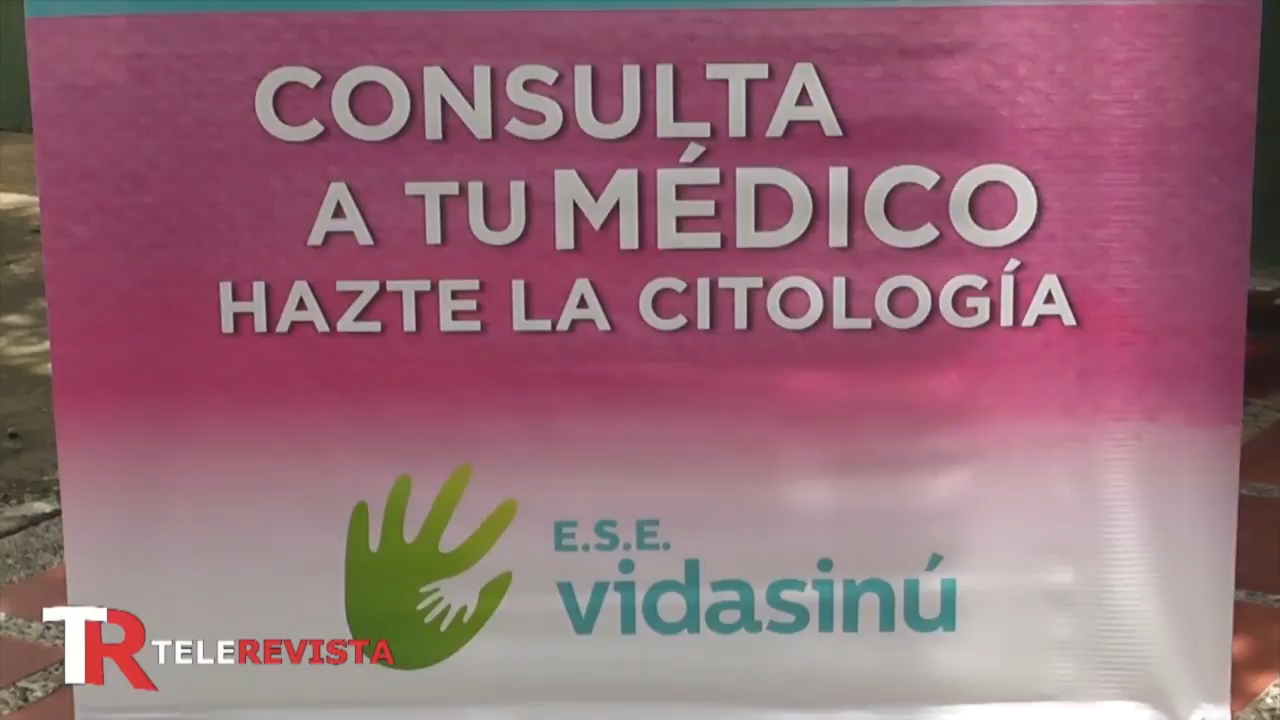 CONSULTA
A TU MÉDICO
HAZTE LA CITOLOGÍA
E.S.E.
vidasinú
TR TELEREVISTA